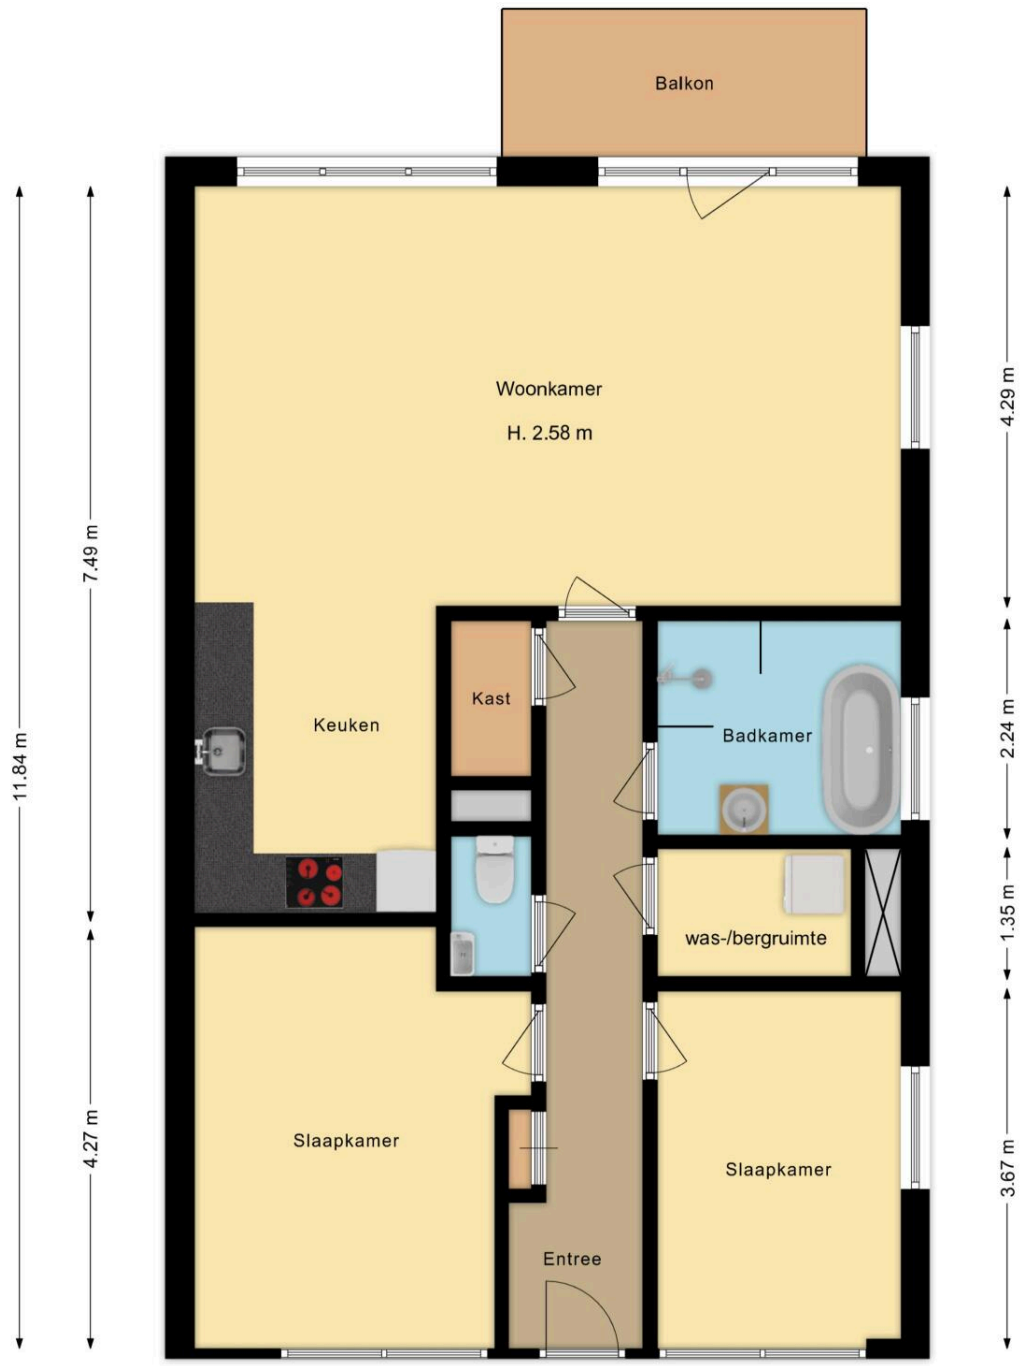 Balkon
Woonkamer
H. 2.58 m
4.29 m
7.49 m
11.84 m
Kast
Keuken
Badkamer
2.24 m
was-/bergruimte
1.35 m
Slaapkamer
4.27 m
Slaapkamer
3.67 m
Entree